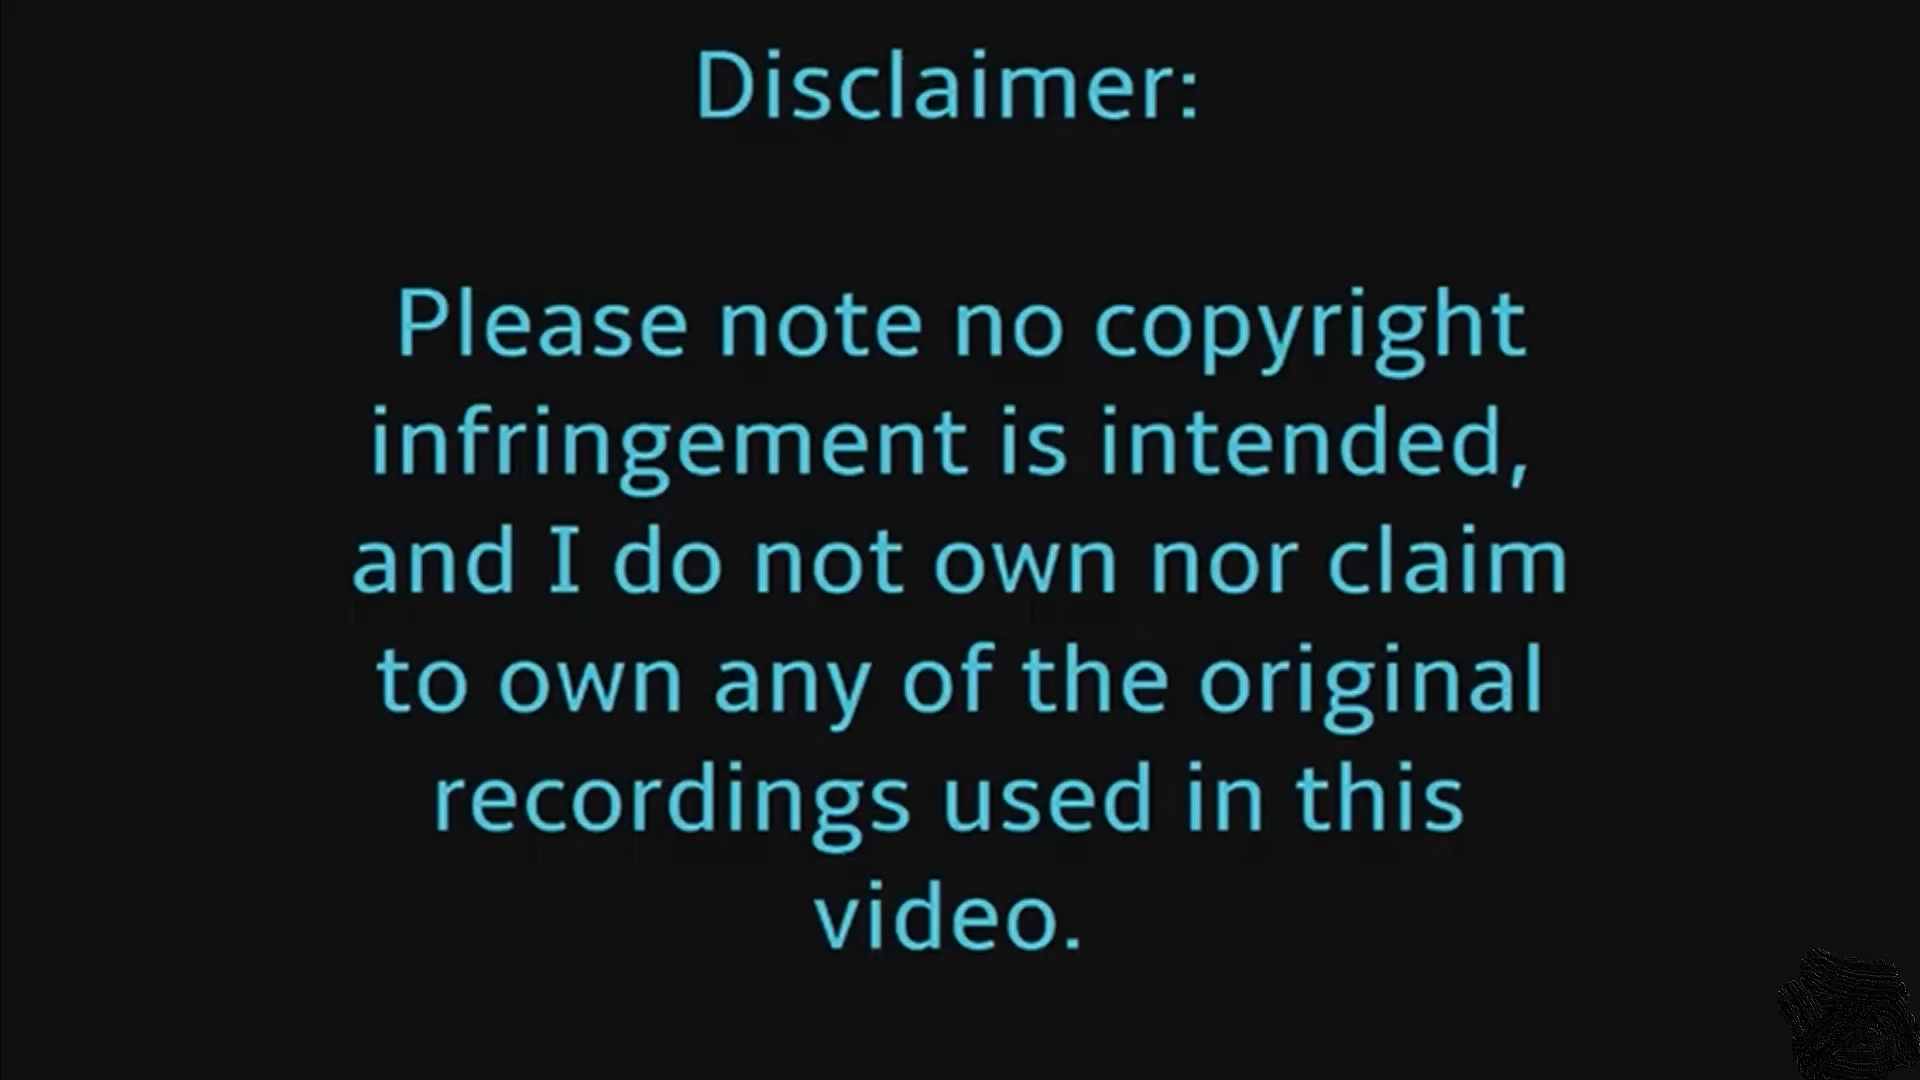 Disclaimer:
Please note no copyright
infringement is intended,
and I do not own nor claim
to own any of the original
recordings used in this
video.